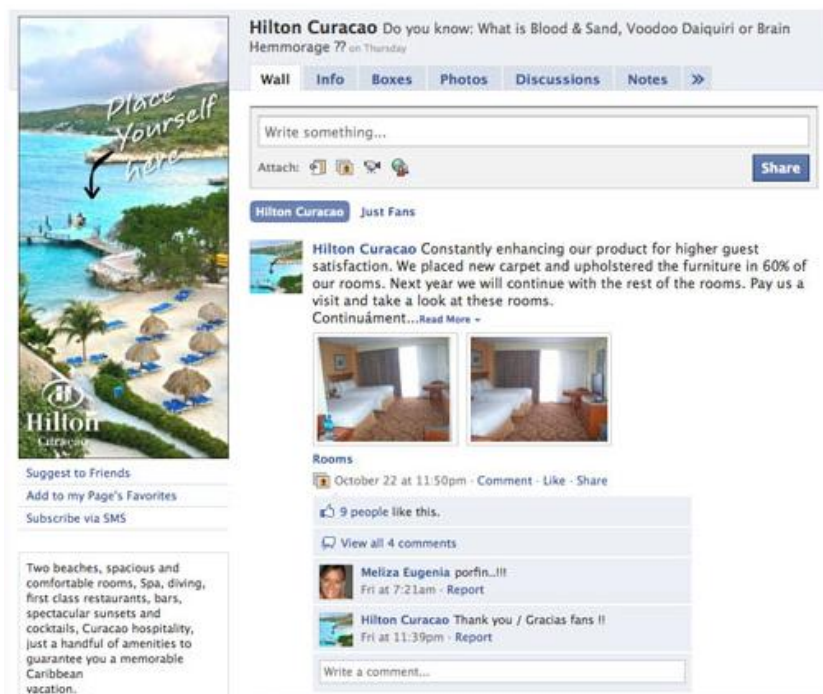 Place
Yourself
here
Hilton
Curaçao
Suggest to Friends
Add to my Page's Favorites
Subscribe via SMS
Two beaches, spacious and
comfortable rooms, Spa, diving,
first class restaurants, bars,
spectacular sunsets and
cocktails, Curacao hospitality,
just a handful of amenities to
guarantee you a memorable
Caribbean
vacation.
Hilton Curacao Do you know: What is Blood & Sand, Voodoo Daiquiri or Brain
Hemmorage ?? on Thursday
Wall Info Boxes Photos Discussions Notes »
Write something...
Attach:
Share
Hilton Curacao Just Fans
Hilton Curacao Constantly enhancing our product for higher guest
satisfaction. We placed new carpet and upholstered the furniture in 60% of
our rooms. Next year we will continue with the rest of the rooms. Pay us a
visit and take a look at these rooms.
Continuáment...Read More
Rooms
October 22 at 11:50pm · Comment · Like · Share
9 people like this.
View all 4 comments
Meliza Eugenia porfin..!!!
Fri at 7:21am · Report
Hilton Curacao Thank you / Gracias fans !!
Fri at 11:39pm · Report
Write a comment...